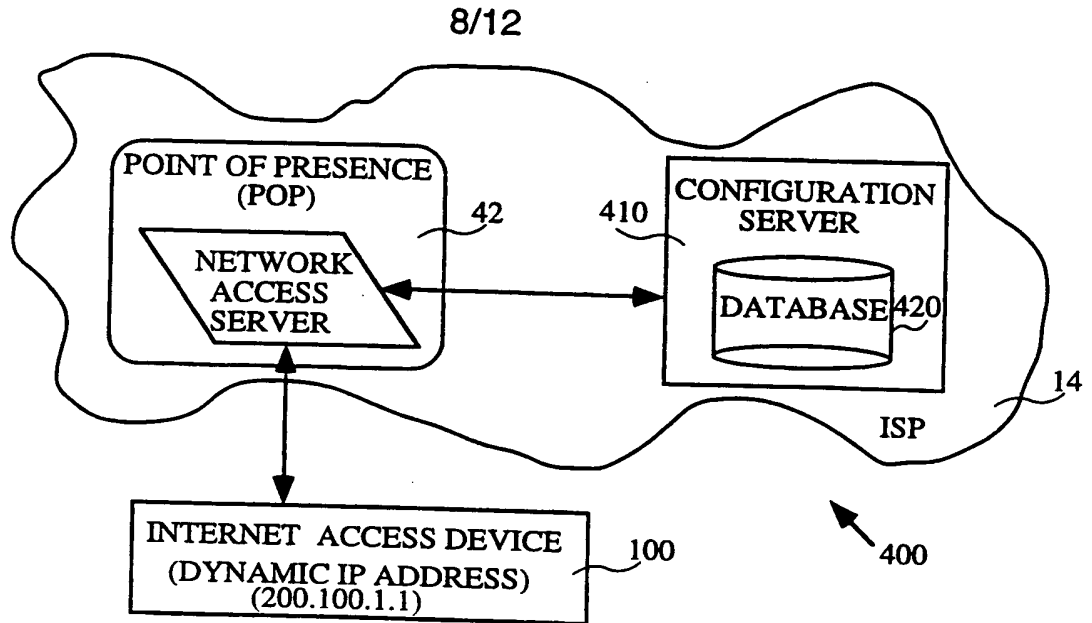 8/12
POINT OF PRESENCE
(POP)
NETWORK
ACCESS
SERVER
42
410
CONFIGURATION
SERVER
DATABASE
420
14
ISP
INTERNET ACCESS DEVICE
(DYNAMIC IP ADDRESS)
(200.100.1.1)
100
400